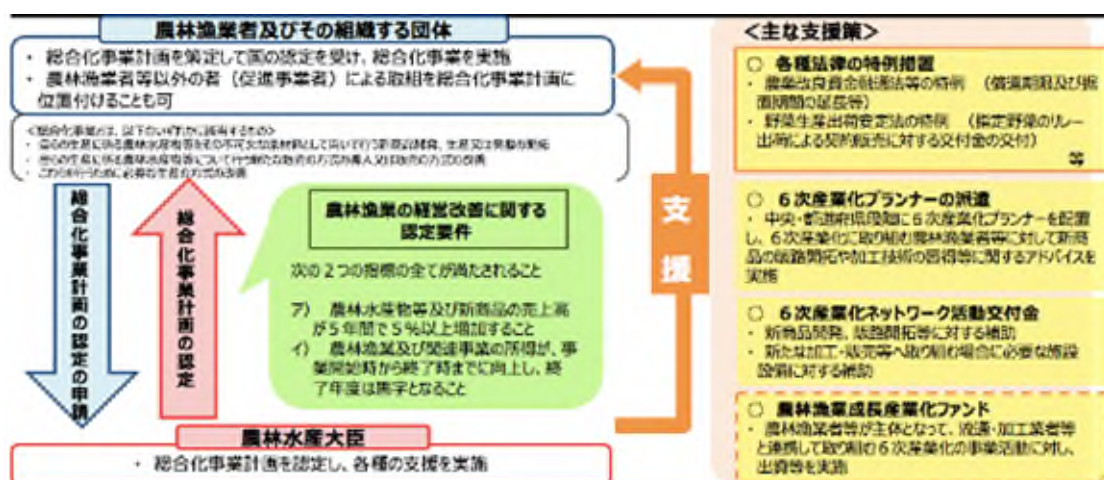 農林漁業者及びその組織する団体
・ 総合化事業計画を策定して国の認定を受け、総合化事業を実施
・ 農林漁業者等以外の者（促進事業者）による取組を総合化事業計画に
位置付けることも可
＜総合化事業とは、以下のいずれかに該当するもの＞
総合化事業計画の認定の申請
総合化事業計画の認定
農林漁業の経営改善に関する
認定要件
次の２つの指標の全てが満たされること
ア） 農林水産物等及び新商品の売上高
が５年間で５％以上増加すること
イ） 農林漁業及び関連事業の所得が、事
業開始時から終了時までに向上し、終
了年度は黒字となること
農林水産大臣
・ 総合化事業計画を認定し、各種の支援を実施
支援
＜主な支援策＞
○ 各種法律の特例措置
・ 農業改良資金融通法等の特例 （償還期限及び据
置期間の延長等）
・ 野菜生産出荷安定法の特例 （指定野菜のリレー
出荷等による契約販売に対する交付金の交付）
等
○ ６次産業化プランナーの派遣
・ 中央・都道府県段階に６次産業化プランナーを配置
し、６次産業化に取り組む農林漁業者等に対して新商
品の販路開拓や加工技術の習得等に関するアドバイスを
実施
○ ６次産業化ネットワーク活動交付金
・ 新商品開発、販路開拓等に対する補助
・ 新たな加工・販売等へ取り組む場合に必要な施設
設備に対する補助
○ 農林漁業成長産業化ファンド
・ 農林漁業者等が主体となって、流通・加工業者等
と連携して取り組む６次産業化の事業活動に対し、
出資等を実施